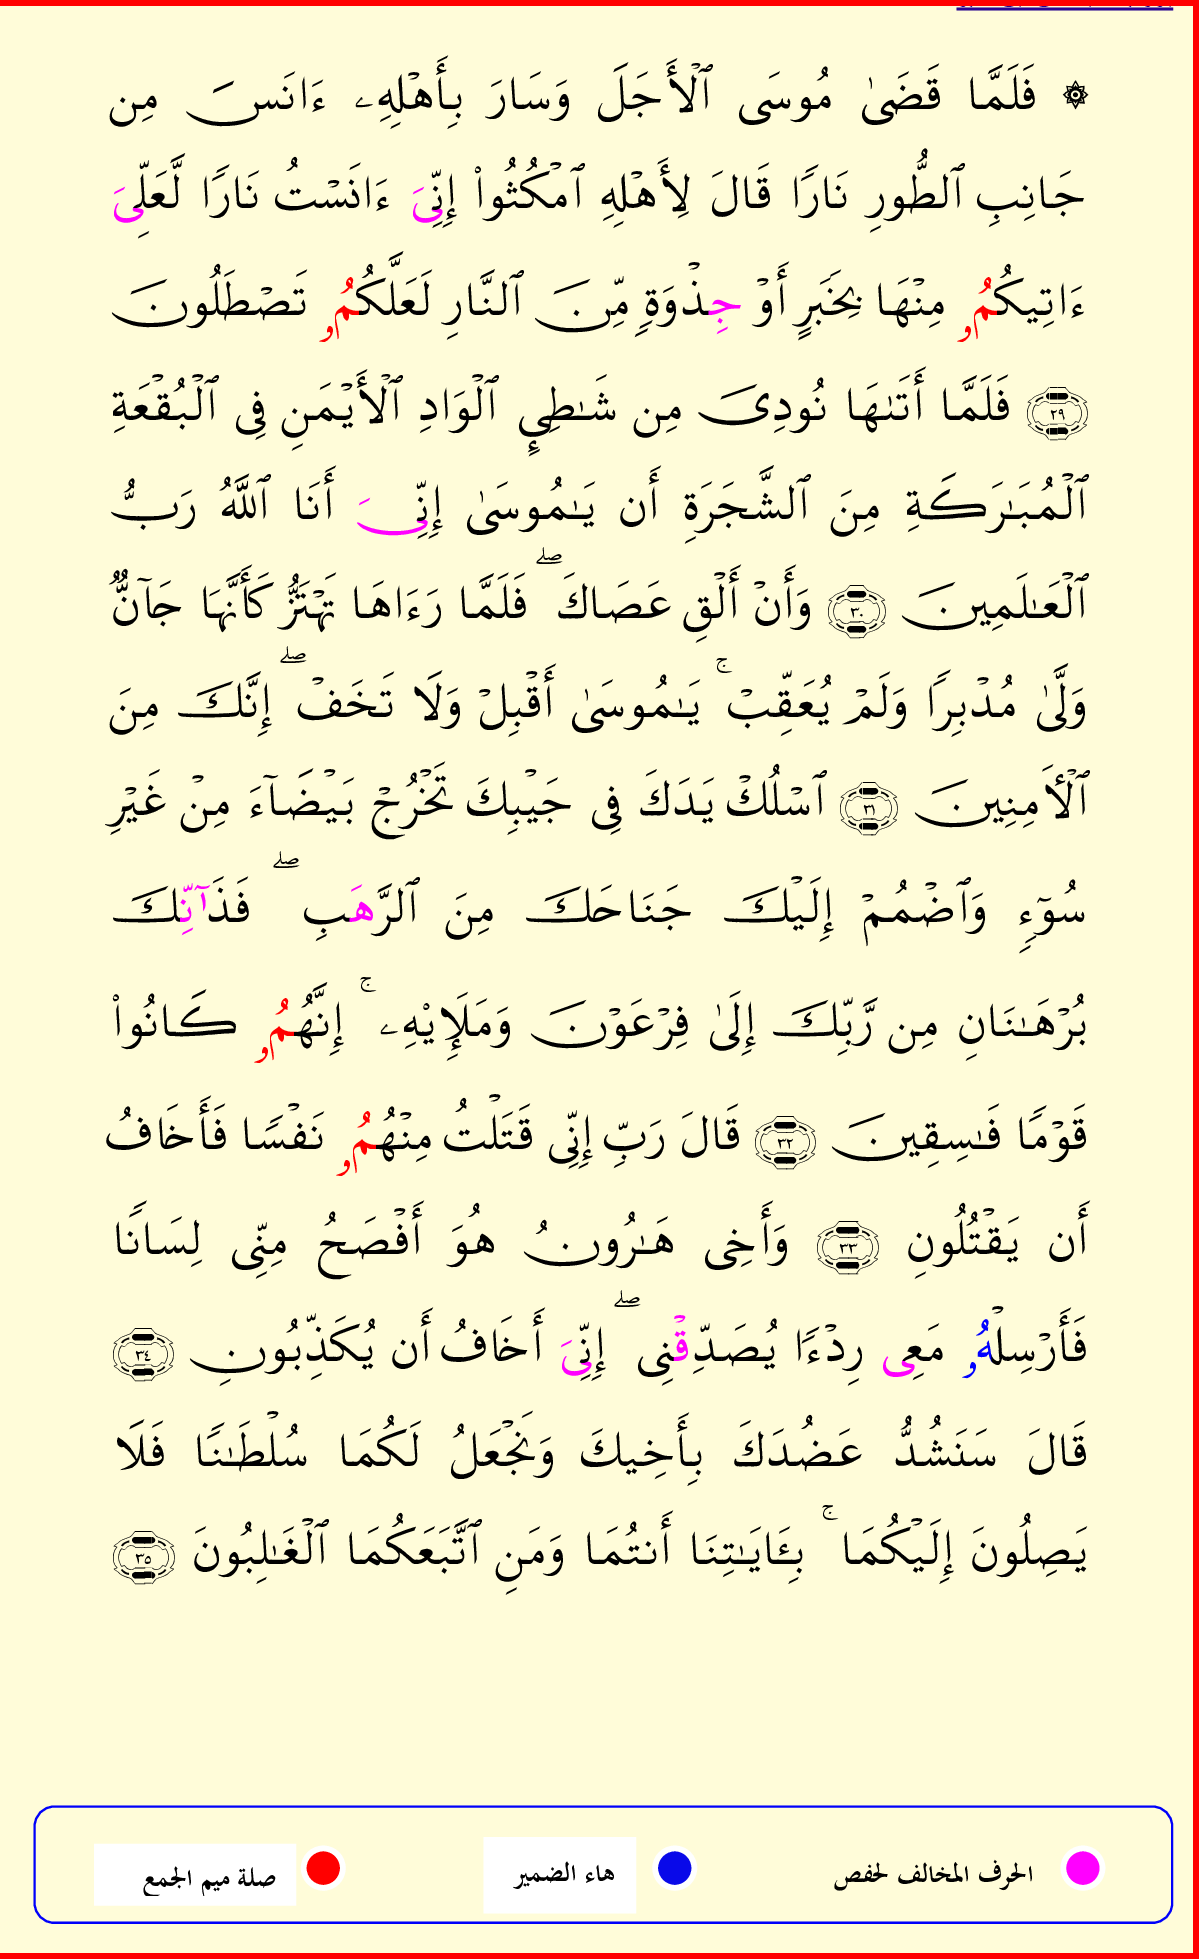 ۞ فَلَمَّا قَضَىٰ مُوسَى ٱلْأَجَلَ وَسَارَ بِأَهْلِهِۦ ءَانَسَ مِن
جَانِبِ ٱلطُّورِ نَارًا قَالَ لِأَهْلِهِ ٱمْكُثُوا۟ إِنِّىَ ءَانَسْتُ نَارًا لَّعَلِّىَ
ءَاتِيكُمُۥ مِنْهَا بِخَبَرٍ أَوْ جِذْوَةٍ مِّنَ ٱلنَّارِ لَعَلَّكُمُۥ تَصْطَلُونَ
٢٩ فَلَمَّا أَتَىٰهَا نُودِىَ مِن شَـٰطِئِ ٱلْوَادِ ٱلْأَيْمَنِ فِى ٱلْبُقْعَةِ
ٱلْمُبَـٰرَكَةِ مِنَ ٱلشَّجَرَةِ أَن يَـٰمُوسَىٰ إِنِّىَ أَنَا ٱللَّهُ رَبُّ
ٱلْعَـٰلَمِينَ ٣٠ وَأَنْ أَلْقِ عَصَاكَ ۖ فَلَمَّا رَءَاهَا تَهْتَزُّ كَأَنَّهَا جَآنٌّ
وَلَّىٰ مُدْبِرًا وَلَمْ يُعَقِّبْ ۚ يَـٰمُوسَىٰ أَقْبِلْ وَلَا تَخَفْ ۖ إِنَّكَ مِنَ
ٱلْأَمِنِينَ ٣١ ٱسْلُكْ يَدَكَ فِى جَيْبِكَ تَخْرُجْ بَيْضَآءَ مِنْ غَيْرِ
سُوٓءٍ وَٱضْمُمْ إِلَيْكَ جَنَاحَكَ مِنَ ٱلرَّهَبِ ۖ فَذَآنِّكَ
بُرْهَـٰنَانِ مِن رَّبِّكَ إِلَىٰ فِرْعَوْنَ وَمَلَإِيْهِۦ ۚ إِنَّهُمُۥ كَانُوا۟
قَوْمًا فَـٰسِقِينَ ٣٢ قَالَ رَبِّ إِنِّى قَتَلْتُ مِنْهُمُۥ نَفْسًا فَأَخَافُ
أَن يَقْتُلُونِ ٣٣ وَأَخِى هَـٰرُونُ هُوَ أَفْصَحُ مِنِّى لِسَانًا
فَأَرْسِلْهُۥ مَعِى رِدْءًا يُصَدِّقْنِى ۖ إِنِّىَ أَخَافُ أَن يُكَذِّبُونِ ٣٤
قَالَ سَنَشُدُّ عَضُدَكَ بِأَخِيكَ وَنَجْعَلُ لَكُمَا سُلْطَـٰنًا فَلَا
يَصِلُونَ إِلَيْكُمَا ۚ بِـَٔايَـٰتِنَا أَنتُمَا وَمَنِ ٱتَّبَعَكُمَا ٱلْغَـٰلِبُونَ ٣٥
الحرف المخالف لحفص هاء الضمير صلة ميم الجمع